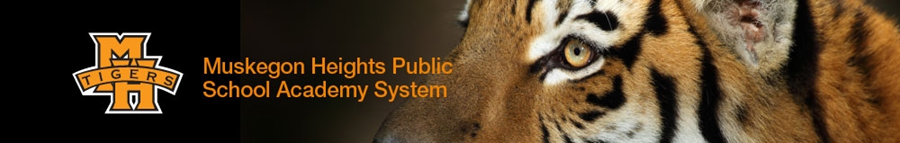 MH
TIGERS
Muskegon Heights Public
School Academy System